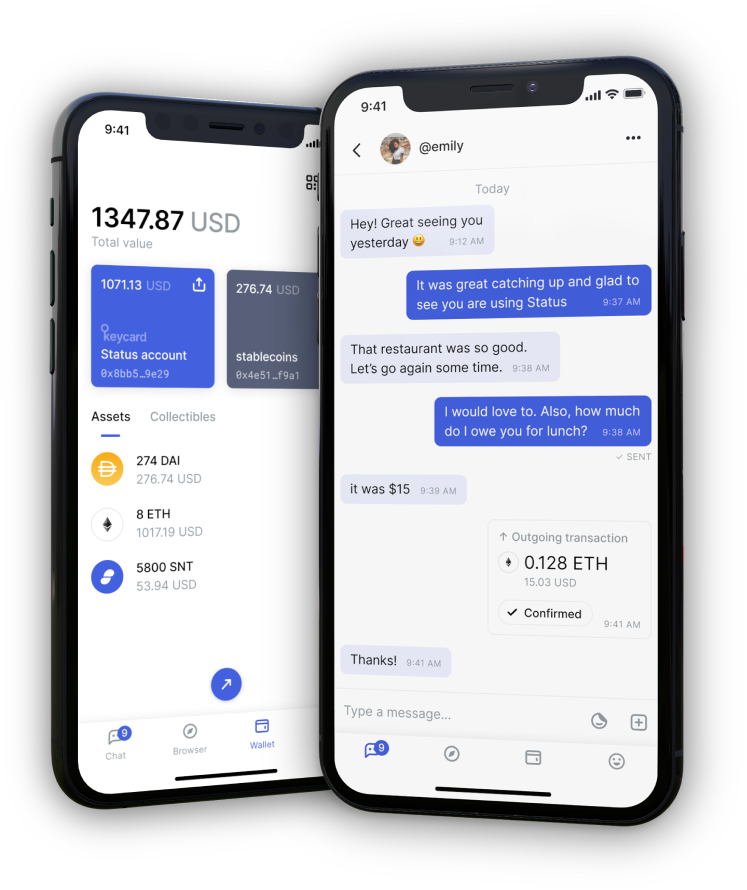 9:41
1347.87 USD
Total value
1071.13 USD
keycard
Status account
0x8bb5…9e29
276.74 USD
stablecoins
0x4e51…f9a1
Assets
Collectibles
274 DAI
276.74 USD
8 ETH
1017.19 USD
5800 SNT
53.94 USD
9
Chat
Browser
Wallet
9:41
@emily
Today
Hey! Great seeing you
yesterday 😀 9:12 AM
It was great catching up and glad to
see you are using Status 9:37 AM
That restaurant was so good.
Let's go again some time. 9:38 AM
I would love to. Also, how much
do I owe you for lunch? 9:38 AM
✓ SENT
it was $15 9:39 AM
↑ Outgoing transaction
0.128 ETH
15.03 USD
✓ Confirmed
9:41 AM
Thanks! 9:41 AM
Type a message...
9